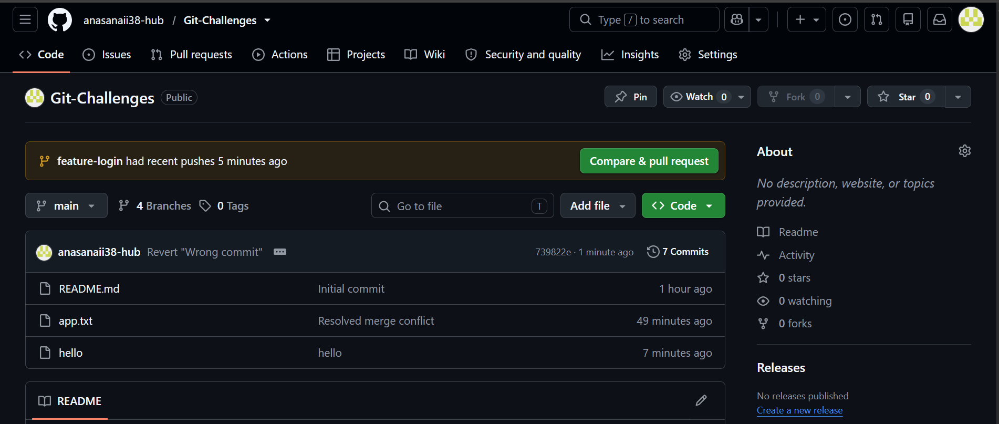 anasanaii38-hub / Git-Challenges
Type / to search
Code Issues Pull requests Actions Projects Wiki Security and quality Insights Settings
Git-Challenges Public
Pin Watch 0 Fork 0 Star 0
feature-login had recent pushes 5 minutes ago
Compare & pull request
main 4 Branches 0 Tags
Go to file T
Add file
Code
anasanaii38-hub Revert "Wrong commit" 739822e · 1 minute ago 7 Commits
README.md Initial commit 1 hour ago
app.txt Resolved merge conflict 49 minutes ago
hello hello 7 minutes ago
README
About
No description, website, or topics
provided.
Readme
Activity
0 stars
0 watching
0 forks
Releases
No releases published
Create a new release